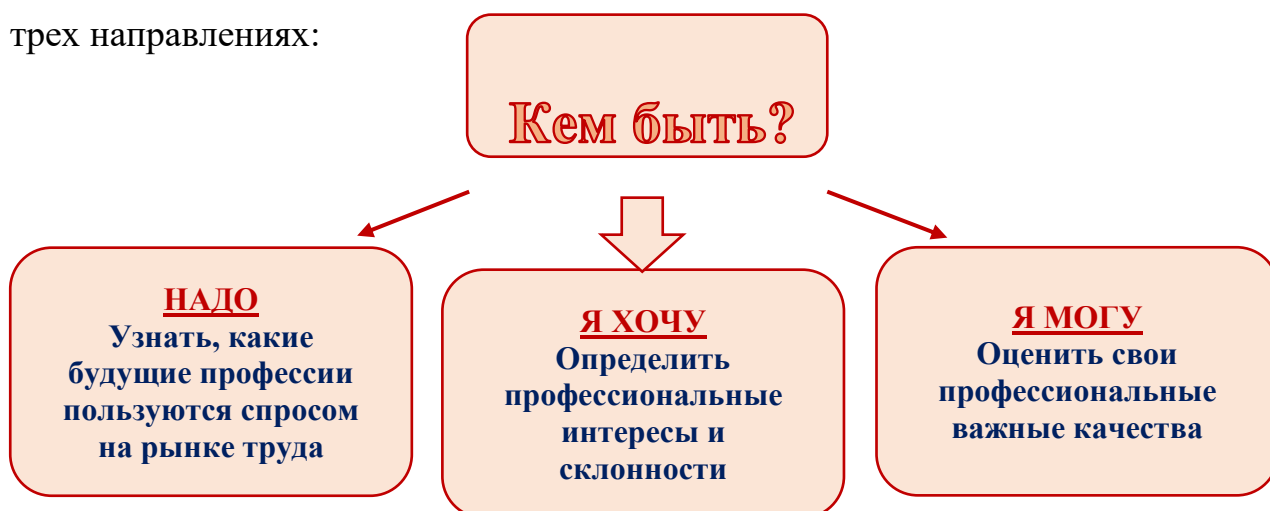 трех направлениях:
Кем быть?
НАДО
Узнать, какие
будущие профессии
пользуются спросом
на рынке труда
Я ХОЧУ
Определить
профессиональные
интересы и
склонности
Я МОГУ
Оценить свои
профессиональные
важные качества